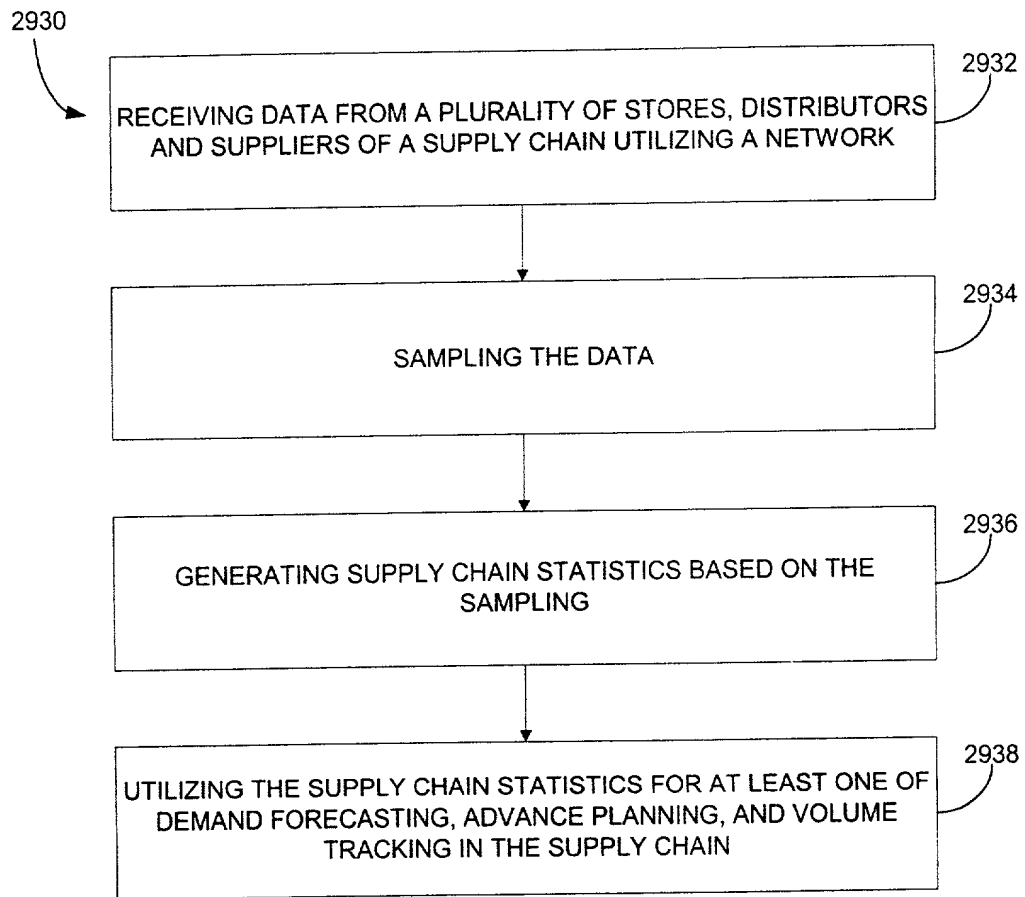 2930
2932
RECEIVING DATA FROM A PLURALITY OF STORES, DISTRIBUTORS
AND SUPPLIERS OF A SUPPLY CHAIN UTILIZING A NETWORK
2934
SAMPLING THE DATA
2936
GENERATING SUPPLY CHAIN STATISTICS BASED ON THE
SAMPLING
2938
UTILIZING THE SUPPLY CHAIN STATISTICS FOR AT LEAST ONE OF
DEMAND FORECASTING, ADVANCE PLANNING, AND VOLUME
TRACKING IN THE SUPPLY CHAIN